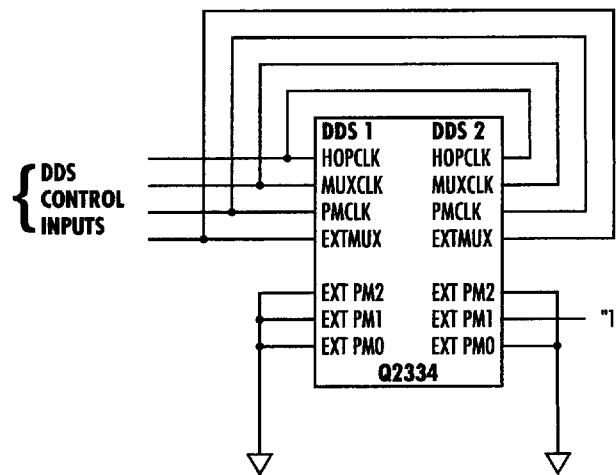 DDS 1 DDS 2
HOPCLK HOPCLK
MUXCLK MUXCLK
PMCLK PMCLK
EXTMUX EXTMUX
DDS
CONTROL
INPUTS
EXT PM2 EXT PM2
EXT PM1 EXT PM1 "1
EXT PM0 EXT PM0
Q2334